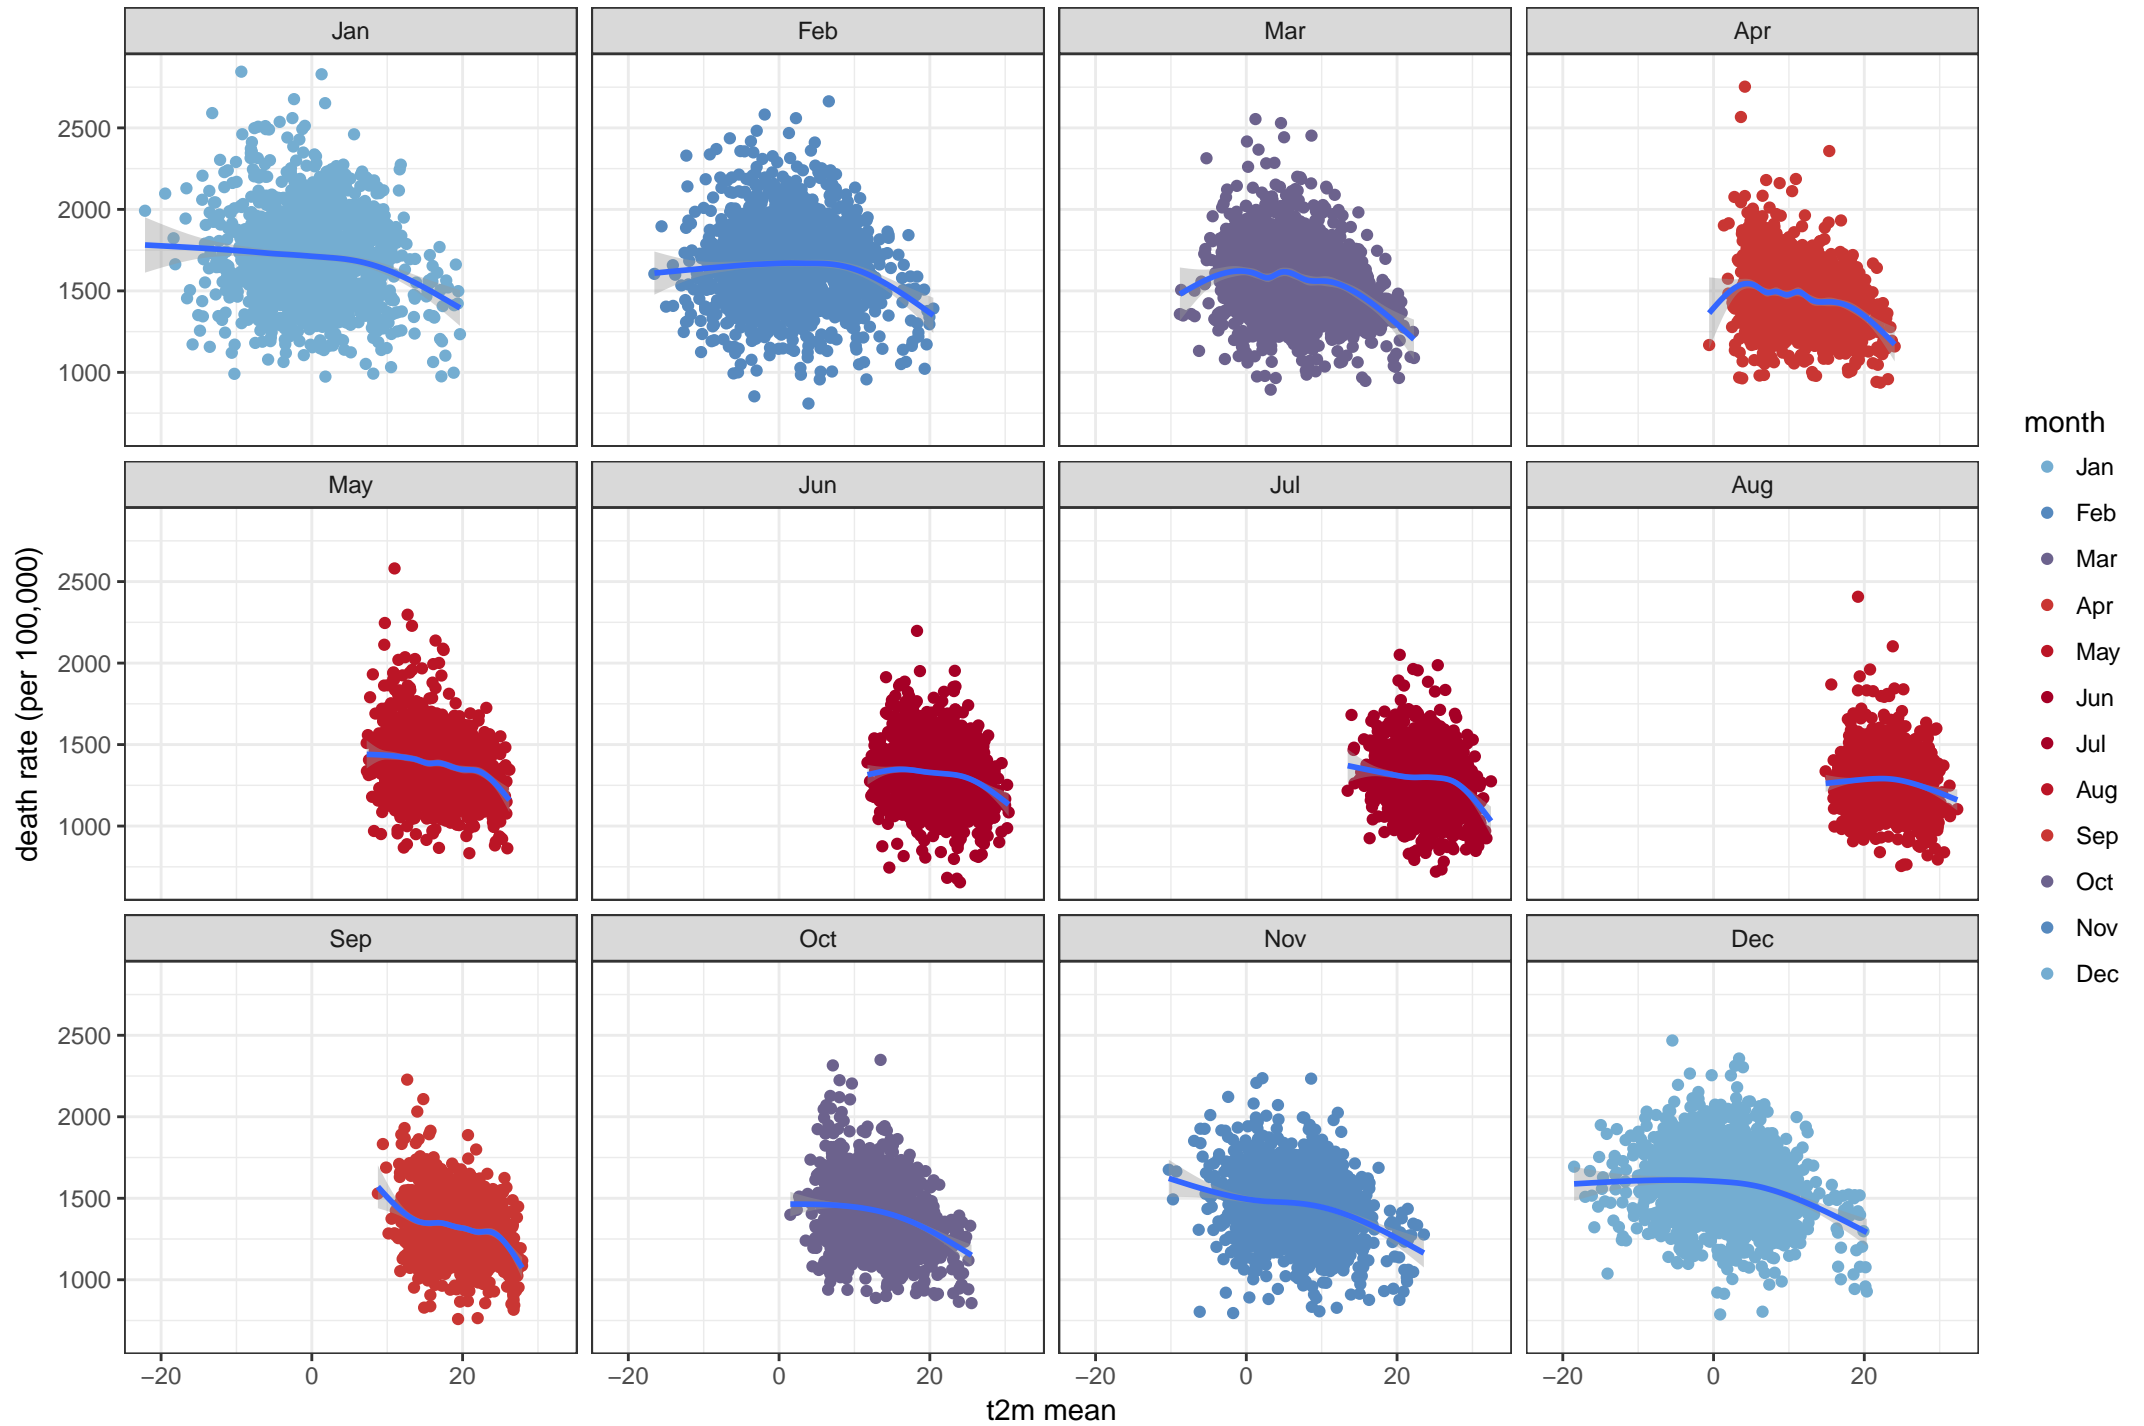 Jan Feb Mar Apr
2500
2000
1500
1000
May Jun Jul Aug
2500
2000
1500
1000
Sep Oct Nov Dec
2500
2000
1500
1000
−20 0 20 −20 0 20 −20 0 20 −20 0 20
t2m mean
death rate (per 100,000)
month
Jan
Feb
Mar
Apr
May
Jun
Jul
Aug
Sep
Oct
Nov
Dec